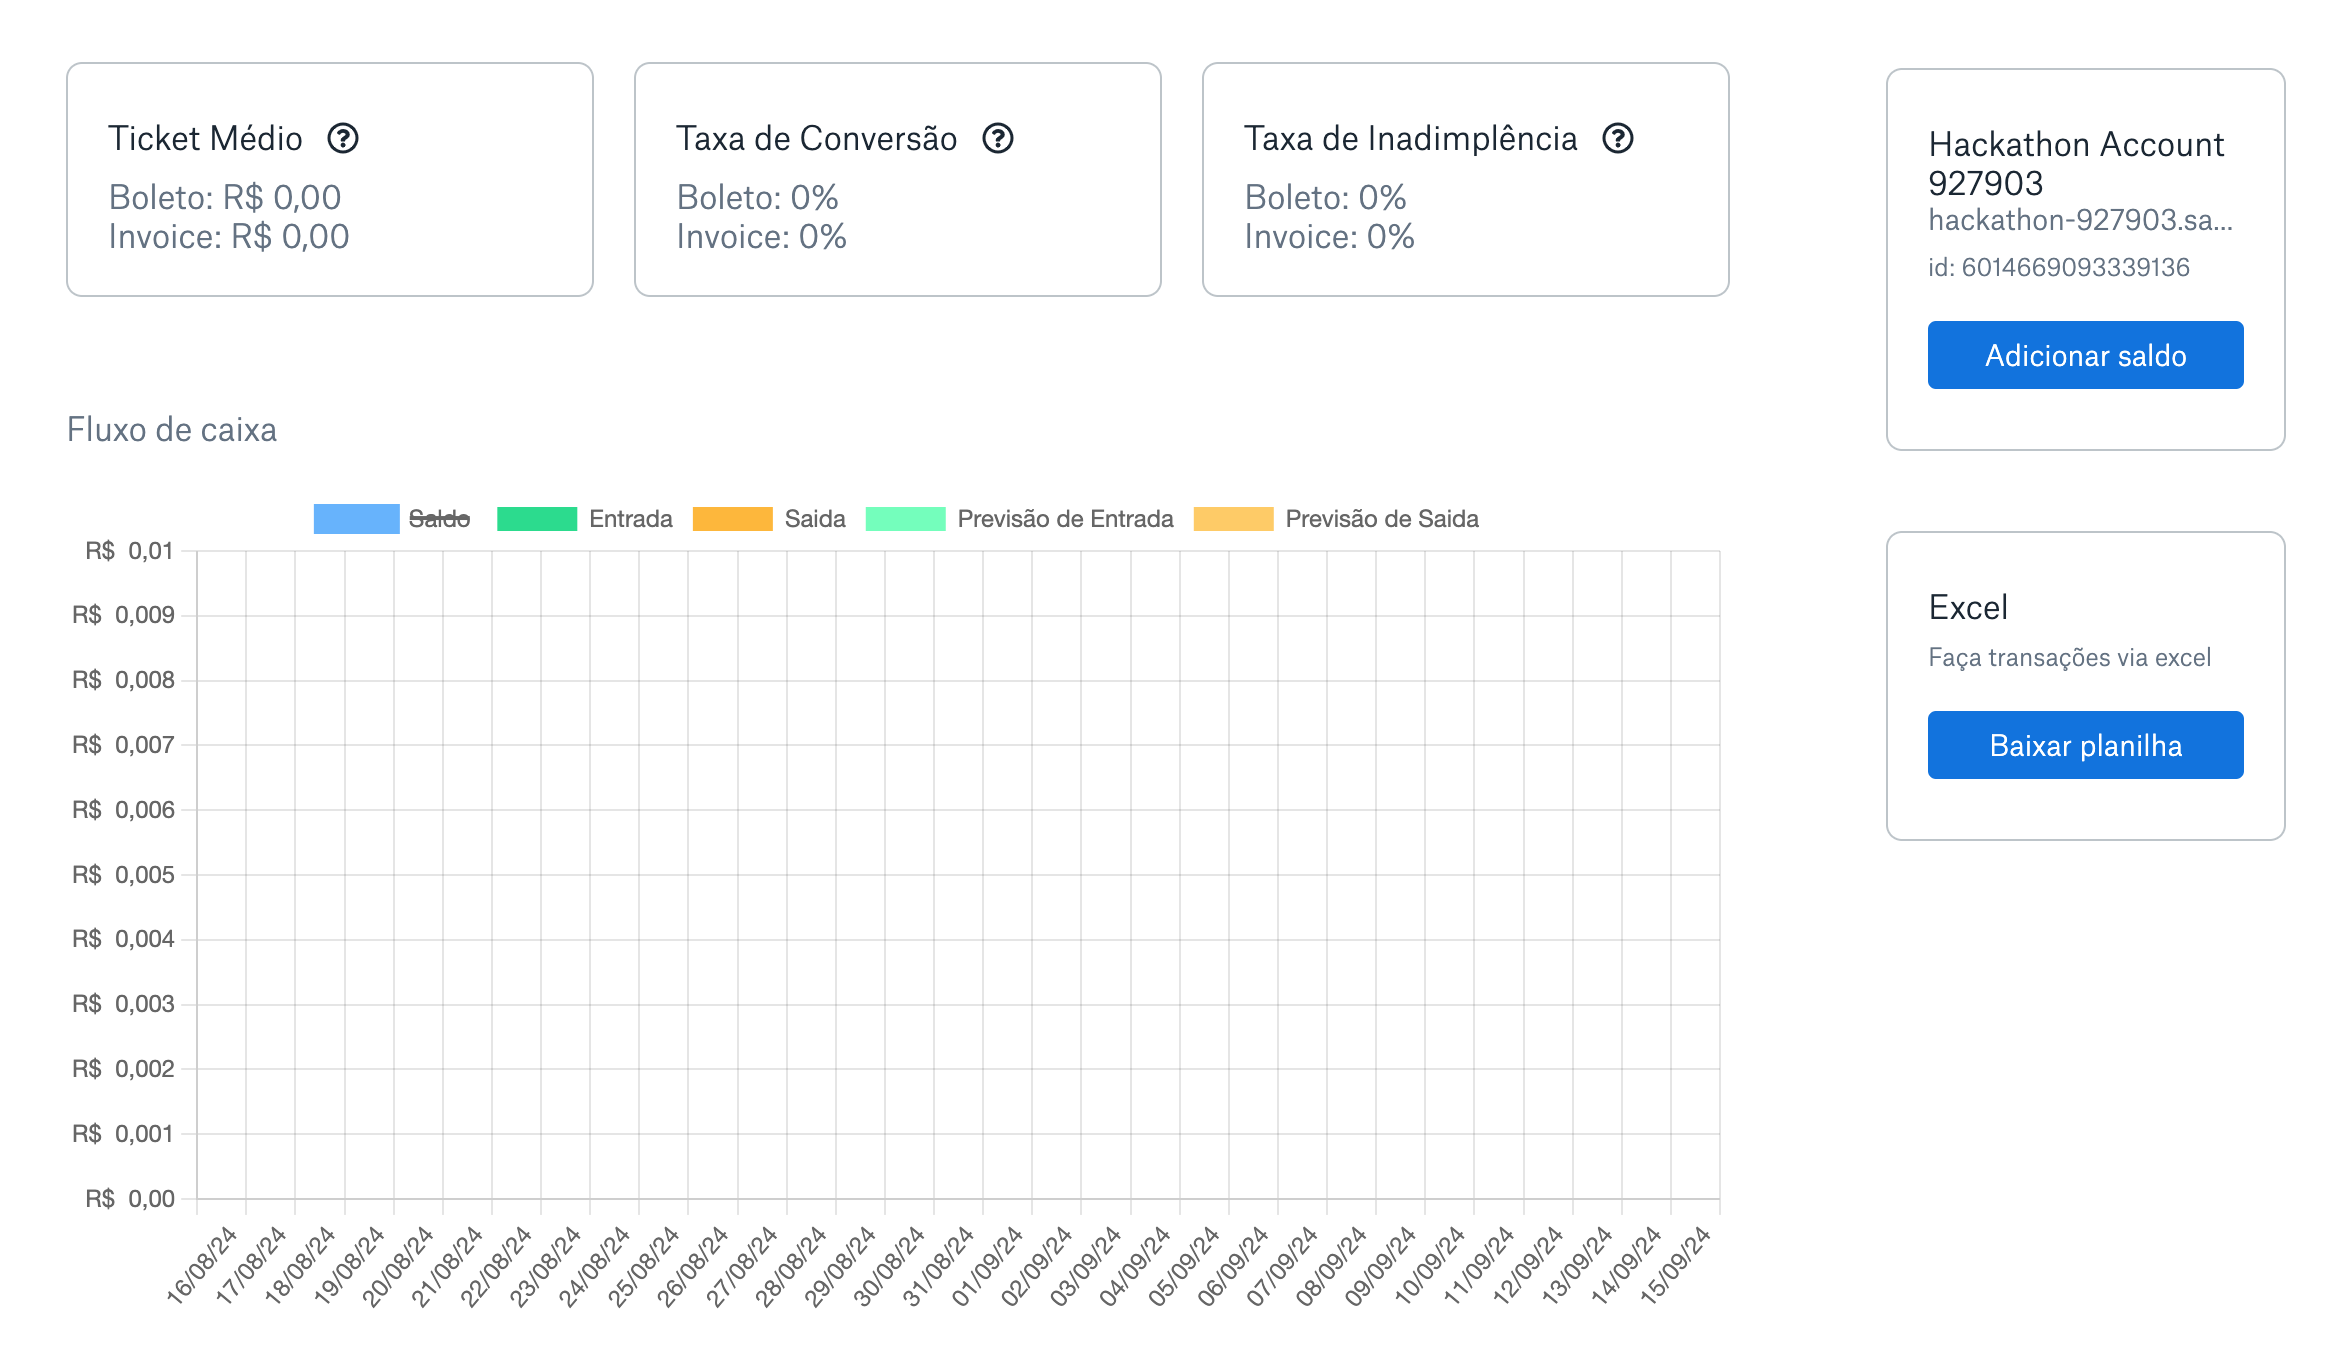 Ticket Médio
Boleto: R$ 0,00
Invoice: R$ 0,00
Taxa de Conversão
Boleto: 0%
Invoice: 0%
Taxa de Inadimplência
Boleto: 0%
Invoice: 0%
Hackathon Account
927903
hackathon-927903.sa...
id: 6014669093339136
Adicionar saldo
Fluxo de caixa
Saldo Entrada Saida Previsão de Entrada Previsão de Saida
R$ 0,01
R$ 0,009
R$ 0,008
R$ 0,007
R$ 0,006
R$ 0,005
R$ 0,004
R$ 0,003
R$ 0,002
R$ 0,001
R$ 0,00
16/08/24
17/08/24
18/08/24
19/08/24
20/08/24
21/08/24
22/08/24
23/08/24
24/08/24
25/08/24
26/08/24
27/08/24
28/08/24
29/08/24
30/08/24
31/08/24
01/09/24
02/09/24
03/09/24
04/09/24
05/09/24
06/09/24
07/09/24
08/09/24
09/09/24
10/09/24
11/09/24
12/09/24
13/09/24
14/09/24
15/09/24
Excel
Faça transações via excel
Baixar planilha